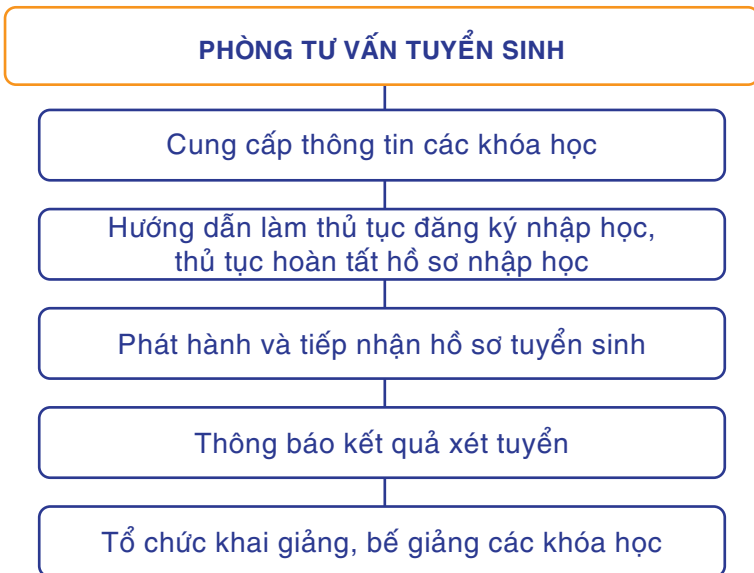 PHÒNG TƯ VẤN TUYỂN SINH
Cung cấp thông tin các khóa học
Hướng dẫn làm thủ tục đăng ký nhập học,
thủ tục hoàn tất hồ sơ nhập học
Phát hành và tiếp nhận hồ sơ tuyển sinh
Thông báo kết quả xét tuyển
Tổ chức khai giảng, bế giảng các khóa học